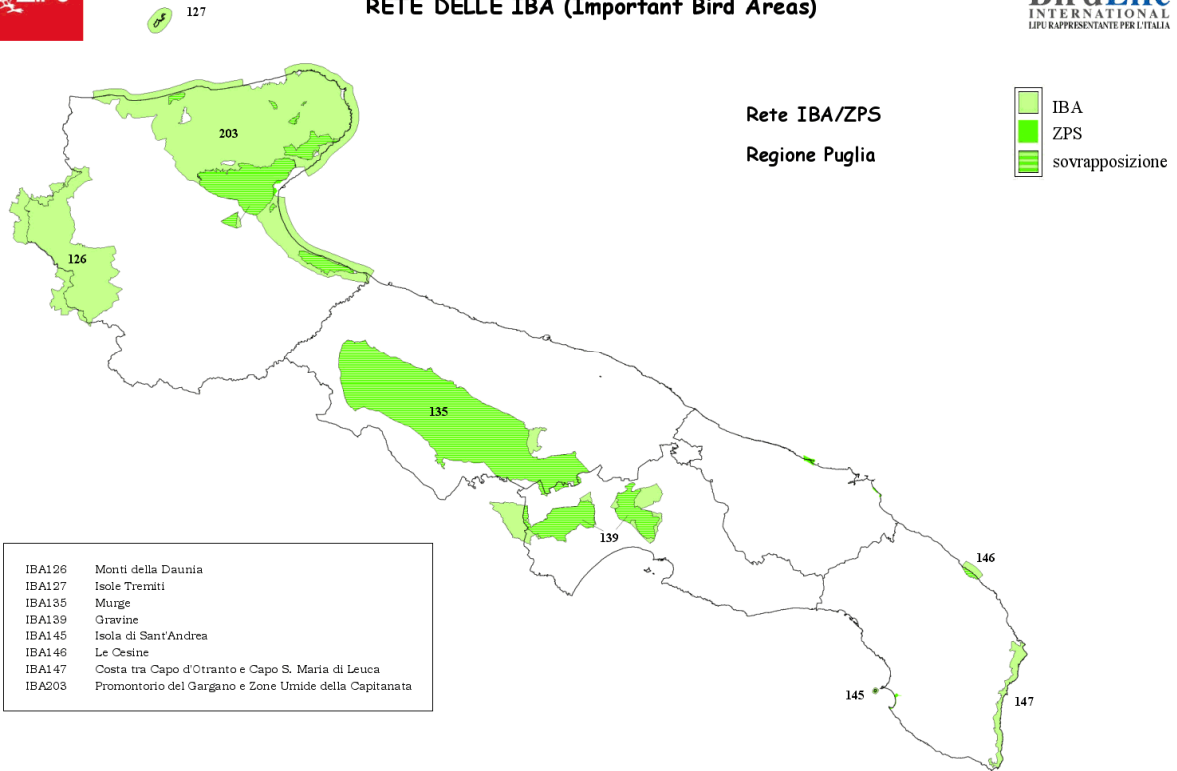 RETE DELLE IBA (Important Bird Areas)
BirdLife
INTERNATIONAL
LIPU RAPPRESENTANTE PER L'ITALIA
127
Rete IBA/ZPS
Regione Puglia
IBA
ZPS
sovrapposizione
203
126
135
139
146
145
147
IBA126 Monti della Daunia
IBA127 Isole Tremiti
IBA135 Murge
IBA139 Gravine
IBA145 Isola di Sant'Andrea
IBA146 Le Cesine
IBA147 Costa tra Capo d'Otranto e Capo S. Maria di Leuca
IBA203 Promontorio del Gargano e Zone Umide della Capitanata